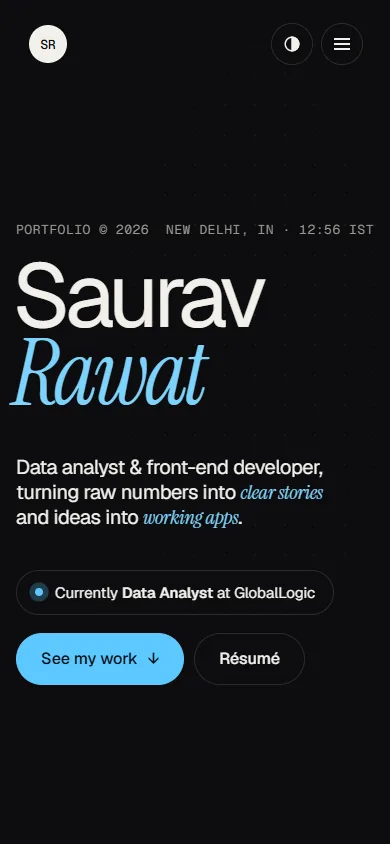 SR
PORTFOLIO © 2026 NEW DELHI, IN · 12:56 IST
Saurav
Rawat
Data analyst & front-end developer,
turning raw numbers into clear stories
and ideas into working apps.
Currently Data Analyst at GlobalLogic
See my work ↓
Résumé